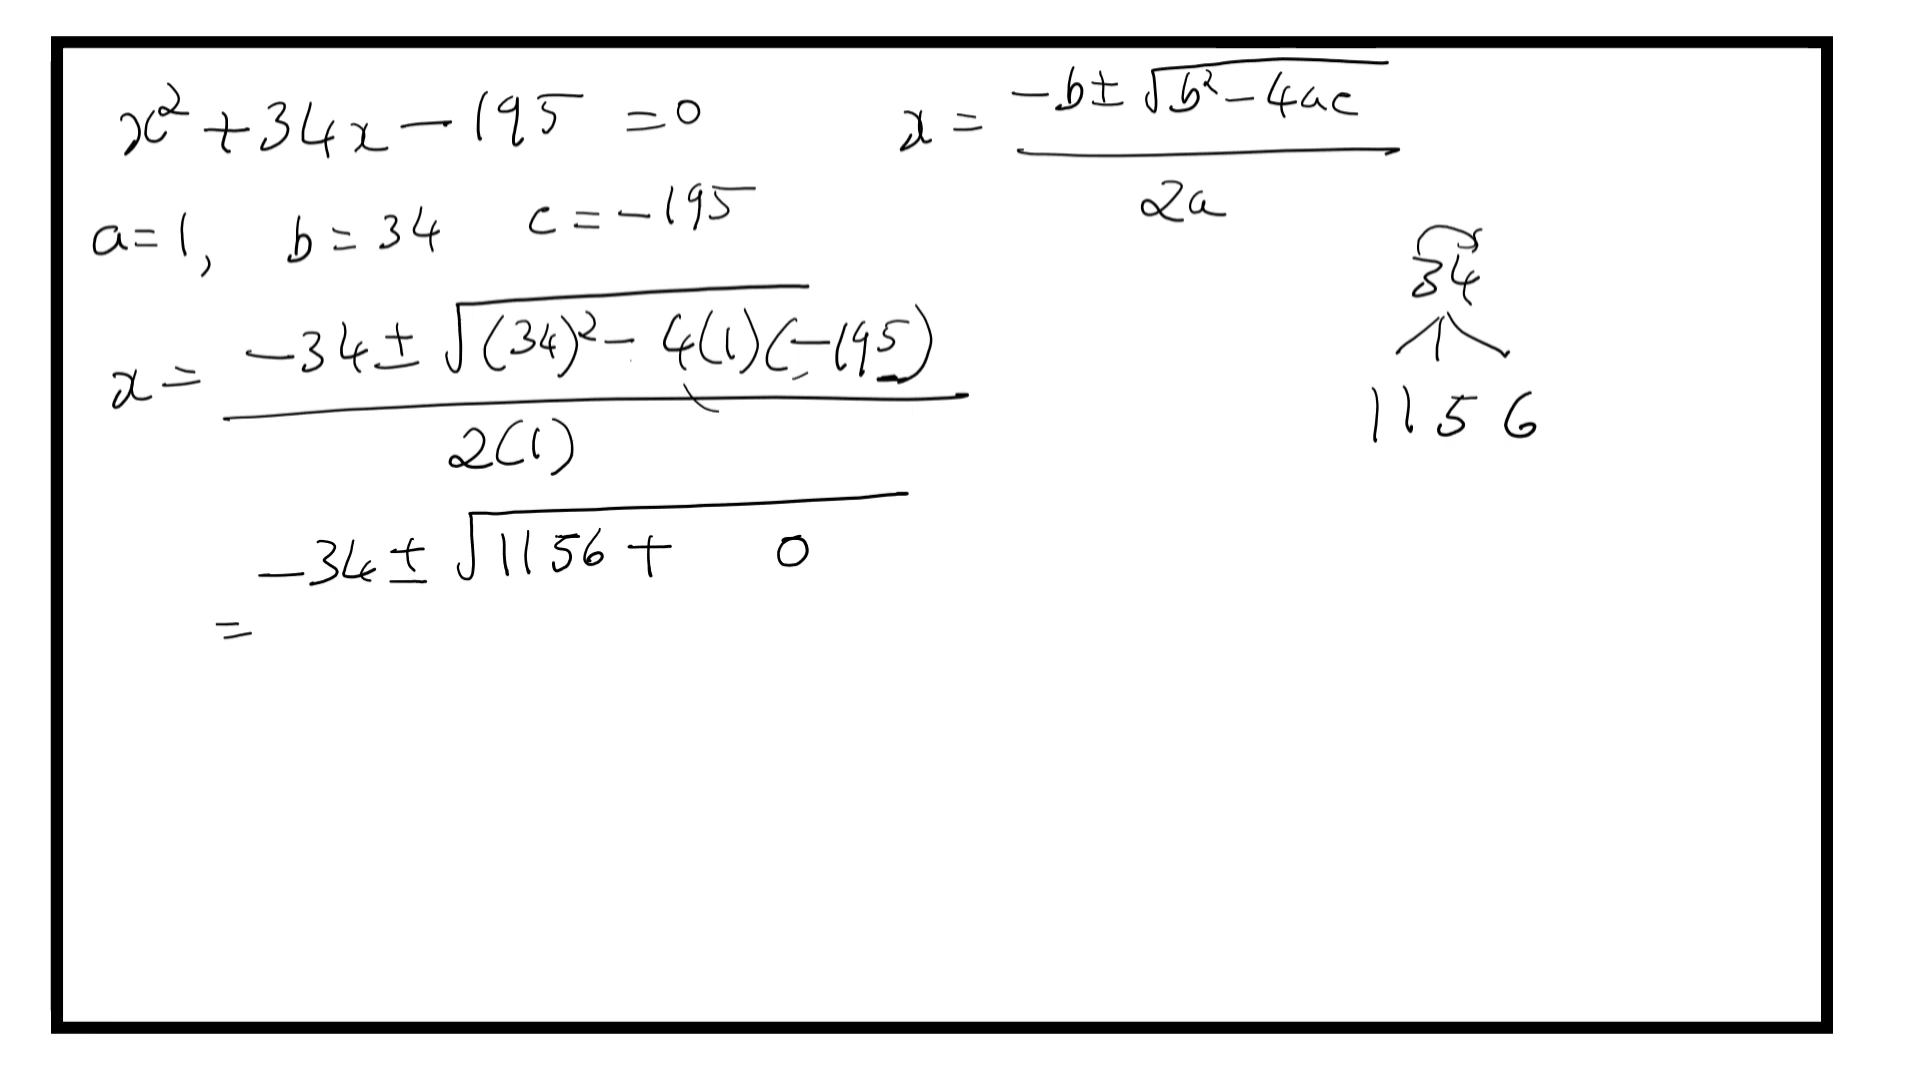 x² + 34x − 195 = 0
x = (−b ± √(b² − 4ac)) / 2a
a = 1, b = 34 c = −195
34
1156
x = (−34 ± √((34)² − 4(1)(−195))) / 2(1)
= −34 ± √(1156 + 0